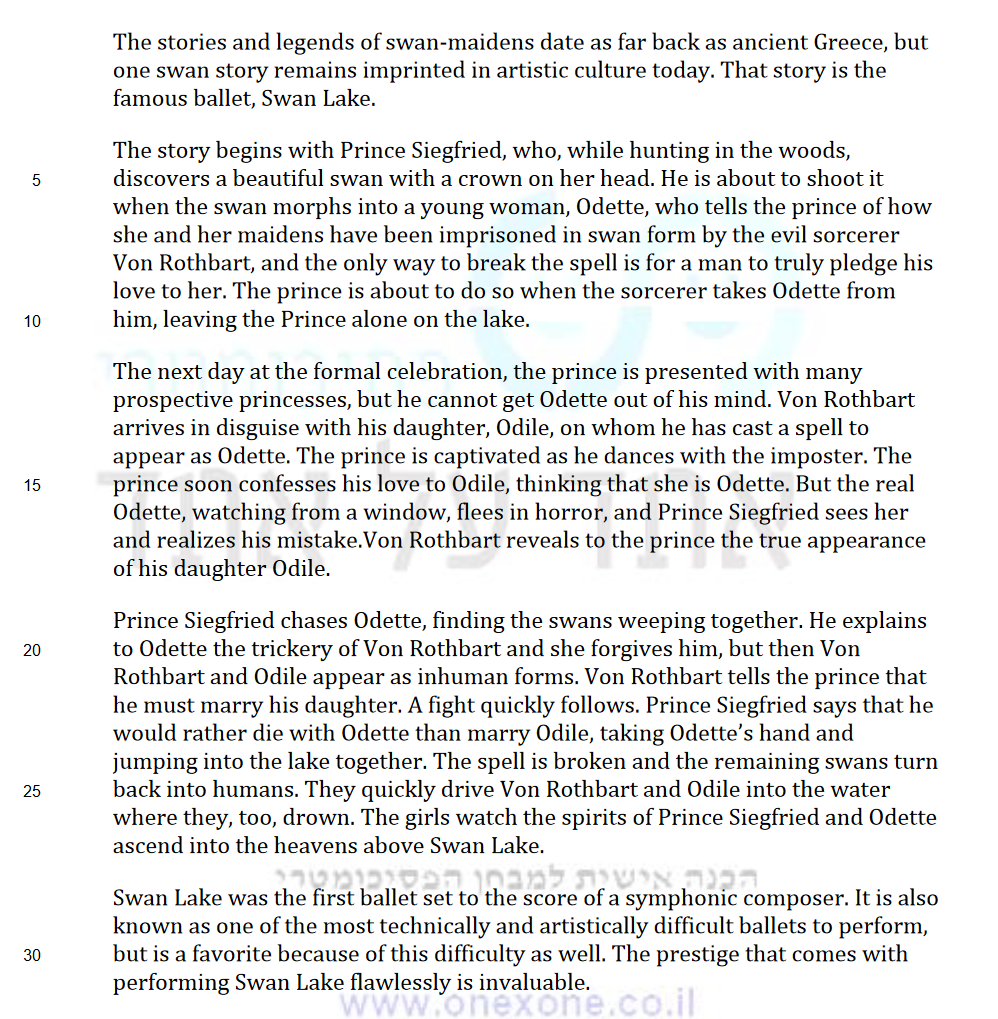 The stories and legends of swan-maidens date as far back as ancient Greece, but
one swan story remains imprinted in artistic culture today. That story is the
famous ballet, Swan Lake.
The story begins with Prince Siegfried, who, while hunting in the woods,
5 discovers a beautiful swan with a crown on her head. He is about to shoot it
when the swan morphs into a young woman, Odette, who tells the prince of how
she and her maidens have been imprisoned in swan form by the evil sorcerer
Von Rothbart, and the only way to break the spell is for a man to truly pledge his
love to her. The prince is about to do so when the sorcerer takes Odette from
10 him, leaving the Prince alone on the lake.
פסיכומטרי
The next day at the formal celebration, the prince is presented with many
prospective princesses, but he cannot get Odette out of his mind. Von Rothbart
arrives in disguise with his daughter, Odile, on whom he has cast a spell to
appear as Odette. The prince is captivated as he dances with the imposter. The
15 prince soon confesses his love to Odile, thinking that she is Odette. But the real
אחד על אחד
Odette, watching from a window, flees in horror, and Prince Siegfried sees her
and realizes his mistake.Von Rothbart reveals to the prince the true appearance
of his daughter Odile.
Prince Siegfried chases Odette, finding the swans weeping together. He explains
20 to Odette the trickery of Von Rothbart and she forgives him, but then Von
Rothbart and Odile appear as inhuman forms. Von Rothbart tells the prince that
he must marry his daughter. A fight quickly follows. Prince Siegfried says that he
would rather die with Odette than marry Odile, taking Odette’s hand and
jumping into the lake together. The spell is broken and the remaining swans turn
25 back into humans. They quickly drive Von Rothbart and Odile into the water
where they, too, drown. The girls watch the spirits of Prince Siegfried and Odette
ascend into the heavens above Swan Lake.
הכנה אישית למבחן הפסיכומטרי
Swan Lake was the first ballet set to the score of a symphonic composer. It is also
known as one of the most technically and artistically difficult ballets to perform,
30 but is a favorite because of this difficulty as well. The prestige that comes with
performing Swan Lake flawlessly is invaluable.
www.onexone.co.il